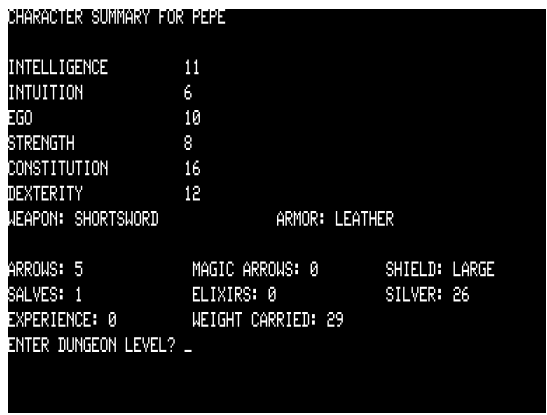 CHARACTER SUMMARY FOR PEPE
INTELLIGENCE 11
INTUITION 6
EGO 10
STRENGTH 8
CONSTITUTION 16
DEXTERITY 12
WEAPON: SHORTSWORD ARMOR: LEATHER
ARROWS: 5 MAGIC ARROWS: 0 SHIELD: LARGE
SALVES: 1 ELIXIRS: 0 SILVER: 26
EXPERIENCE: 0 WEIGHT CARRIED: 29
ENTER DUNGEON LEVEL? _